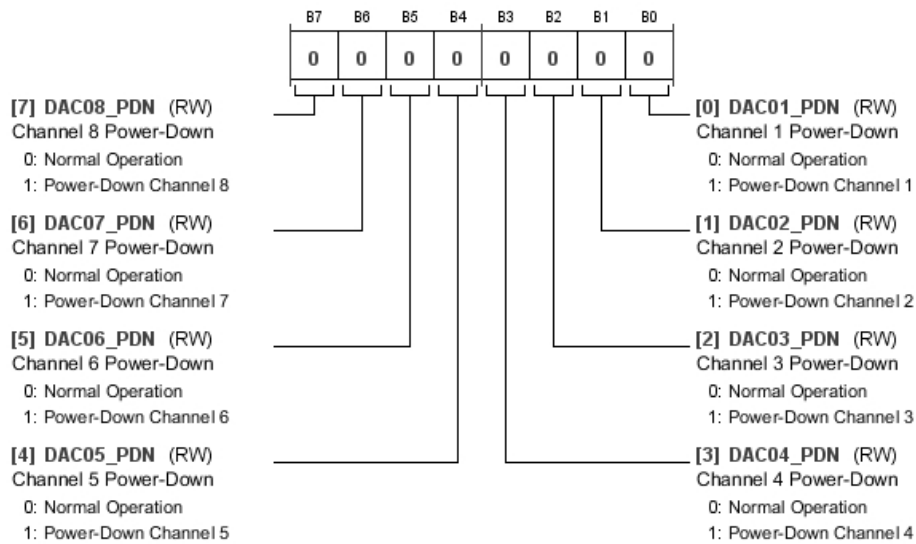 B7 B6 B5 B4 B3 B2 B1 B0
0 0 0 0 0 0 0 0
[7] DAC08_PDN (RW)
Channel 8 Power-Down
0: Normal Operation
1: Power-Down Channel 8
[6] DAC07_PDN (RW)
Channel 7 Power-Down
0: Normal Operation
1: Power-Down Channel 7
[5] DAC06_PDN (RW)
Channel 6 Power-Down
0: Normal Operation
1: Power-Down Channel 6
[4] DAC05_PDN (RW)
Channel 5 Power-Down
0: Normal Operation
1: Power-Down Channel 5
[0] DAC01_PDN (RW)
Channel 1 Power-Down
0: Normal Operation
1: Power-Down Channel 1
[1] DAC02_PDN (RW)
Channel 2 Power-Down
0: Normal Operation
1: Power-Down Channel 2
[2] DAC03_PDN (RW)
Channel 3 Power-Down
0: Normal Operation
1: Power-Down Channel 3
[3] DAC04_PDN (RW)
Channel 4 Power-Down
0: Normal Operation
1: Power-Down Channel 4